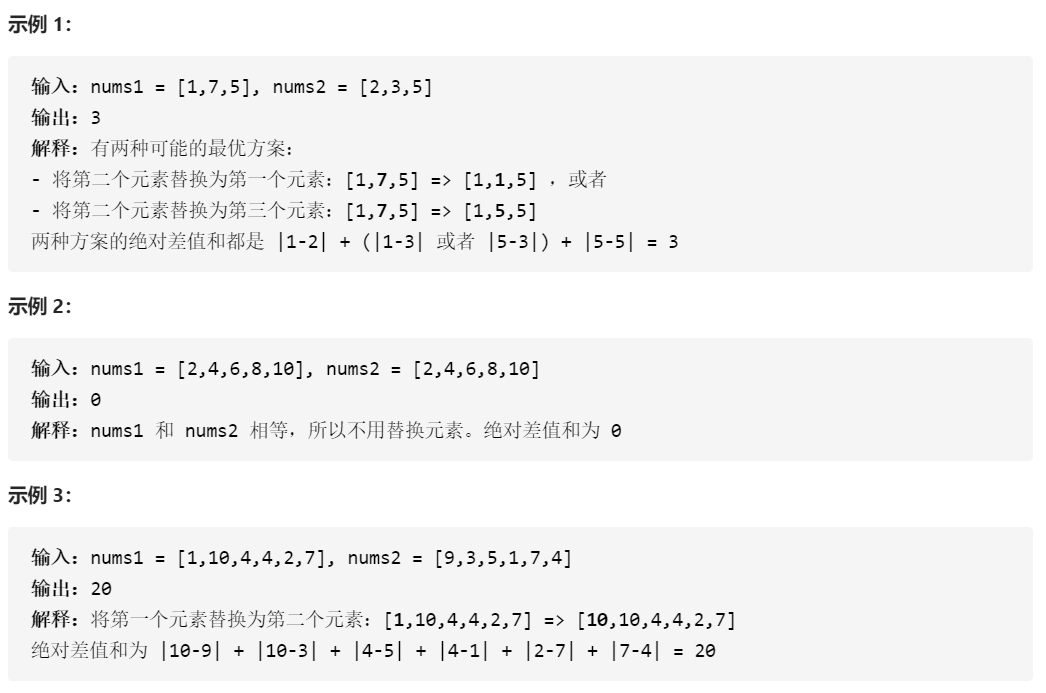 示例 1：
输入：nums1 = [1,7,5], nums2 = [2,3,5]
输出：3
解释：有两种可能的最优方案：
- 将第二个元素替换为第一个元素：[1,7,5] => [1,1,5] ，或者
- 将第二个元素替换为第三个元素：[1,7,5] => [1,5,5]
两种方案的绝对差值和都是 |1-2| + (|1-3| 或者 |5-3|) + |5-5| = 3
示例 2：
输入：nums1 = [2,4,6,8,10], nums2 = [2,4,6,8,10]
输出：0
解释：nums1 和 nums2 相等，所以不用替换元素。绝对差值和为 0
示例 3：
输入：nums1 = [1,10,4,4,2,7], nums2 = [9,3,5,1,7,4]
输出：20
解释：将第一个元素替换为第二个元素：[1,10,4,4,2,7] => [10,10,4,4,2,7]
绝对差值和为 |10-9| + |10-3| + |4-5| + |4-1| + |2-7| + |7-4| = 20